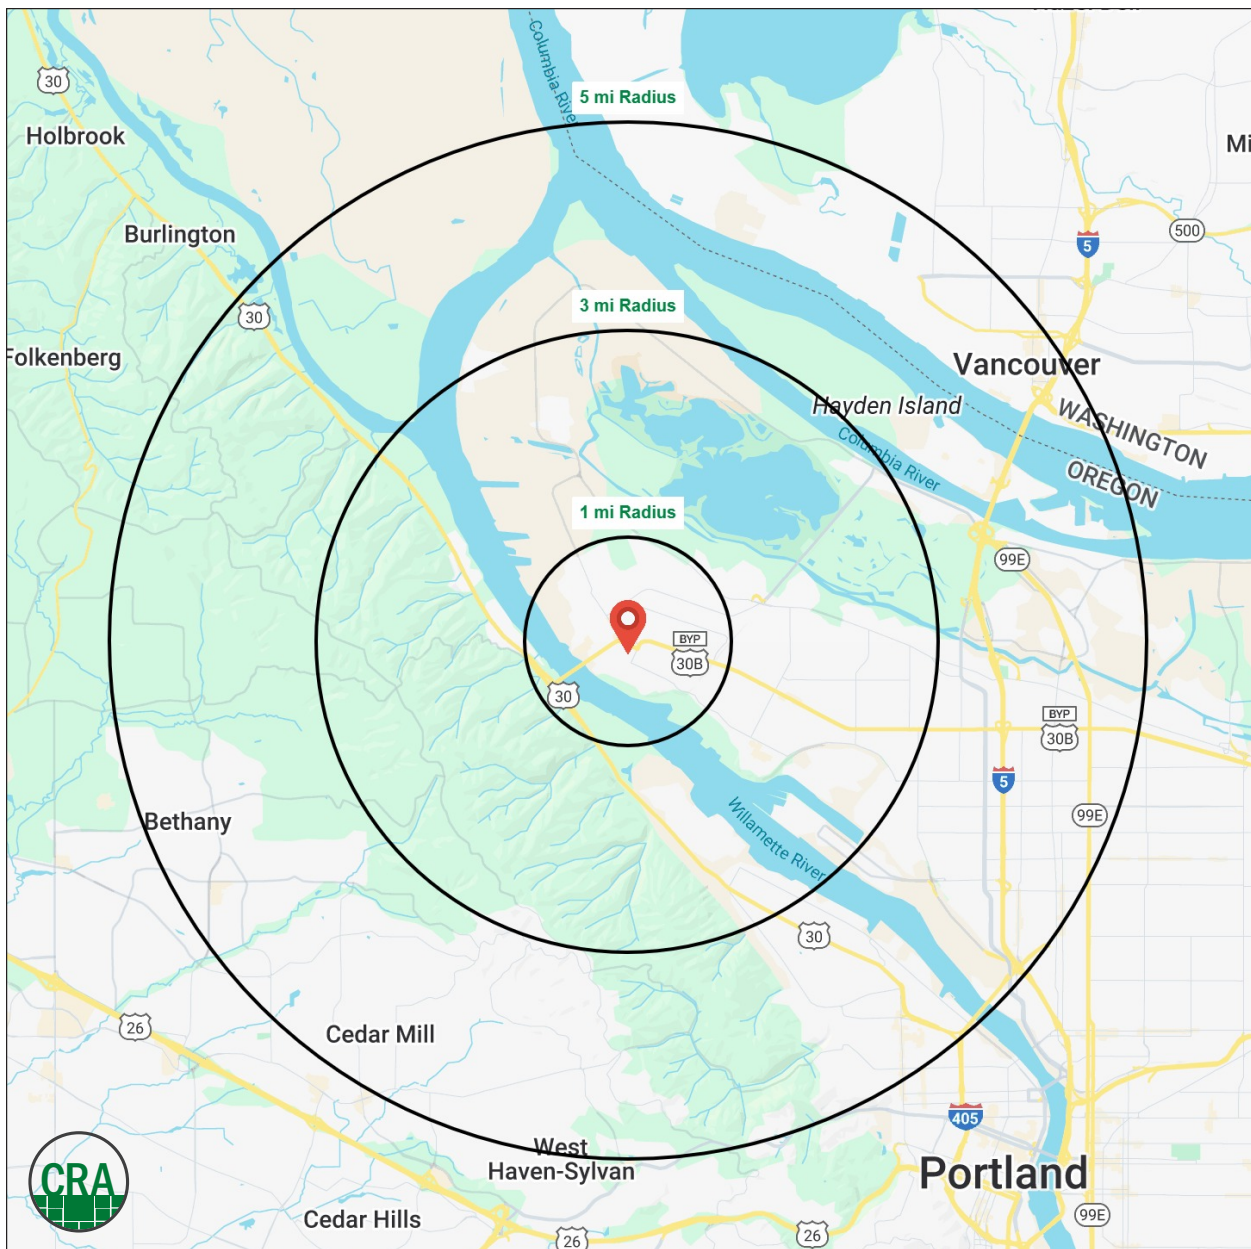 30
Columbia River
5 mi Radius
Holbrook
Mi
Burlington
500
5
30
3 mi Radius
Folkenberg
Vancouver
Hayden Island
WASHINGTON
Columbia River
OREGON
1 mi Radius
99E
BYP
30B
30
BYP
30B
5
99E
Bethany
Willamette River
30
26
Cedar Mill
405
West
Haven-Sylvan
Portland
CRA
Cedar Hills
99E
26
26